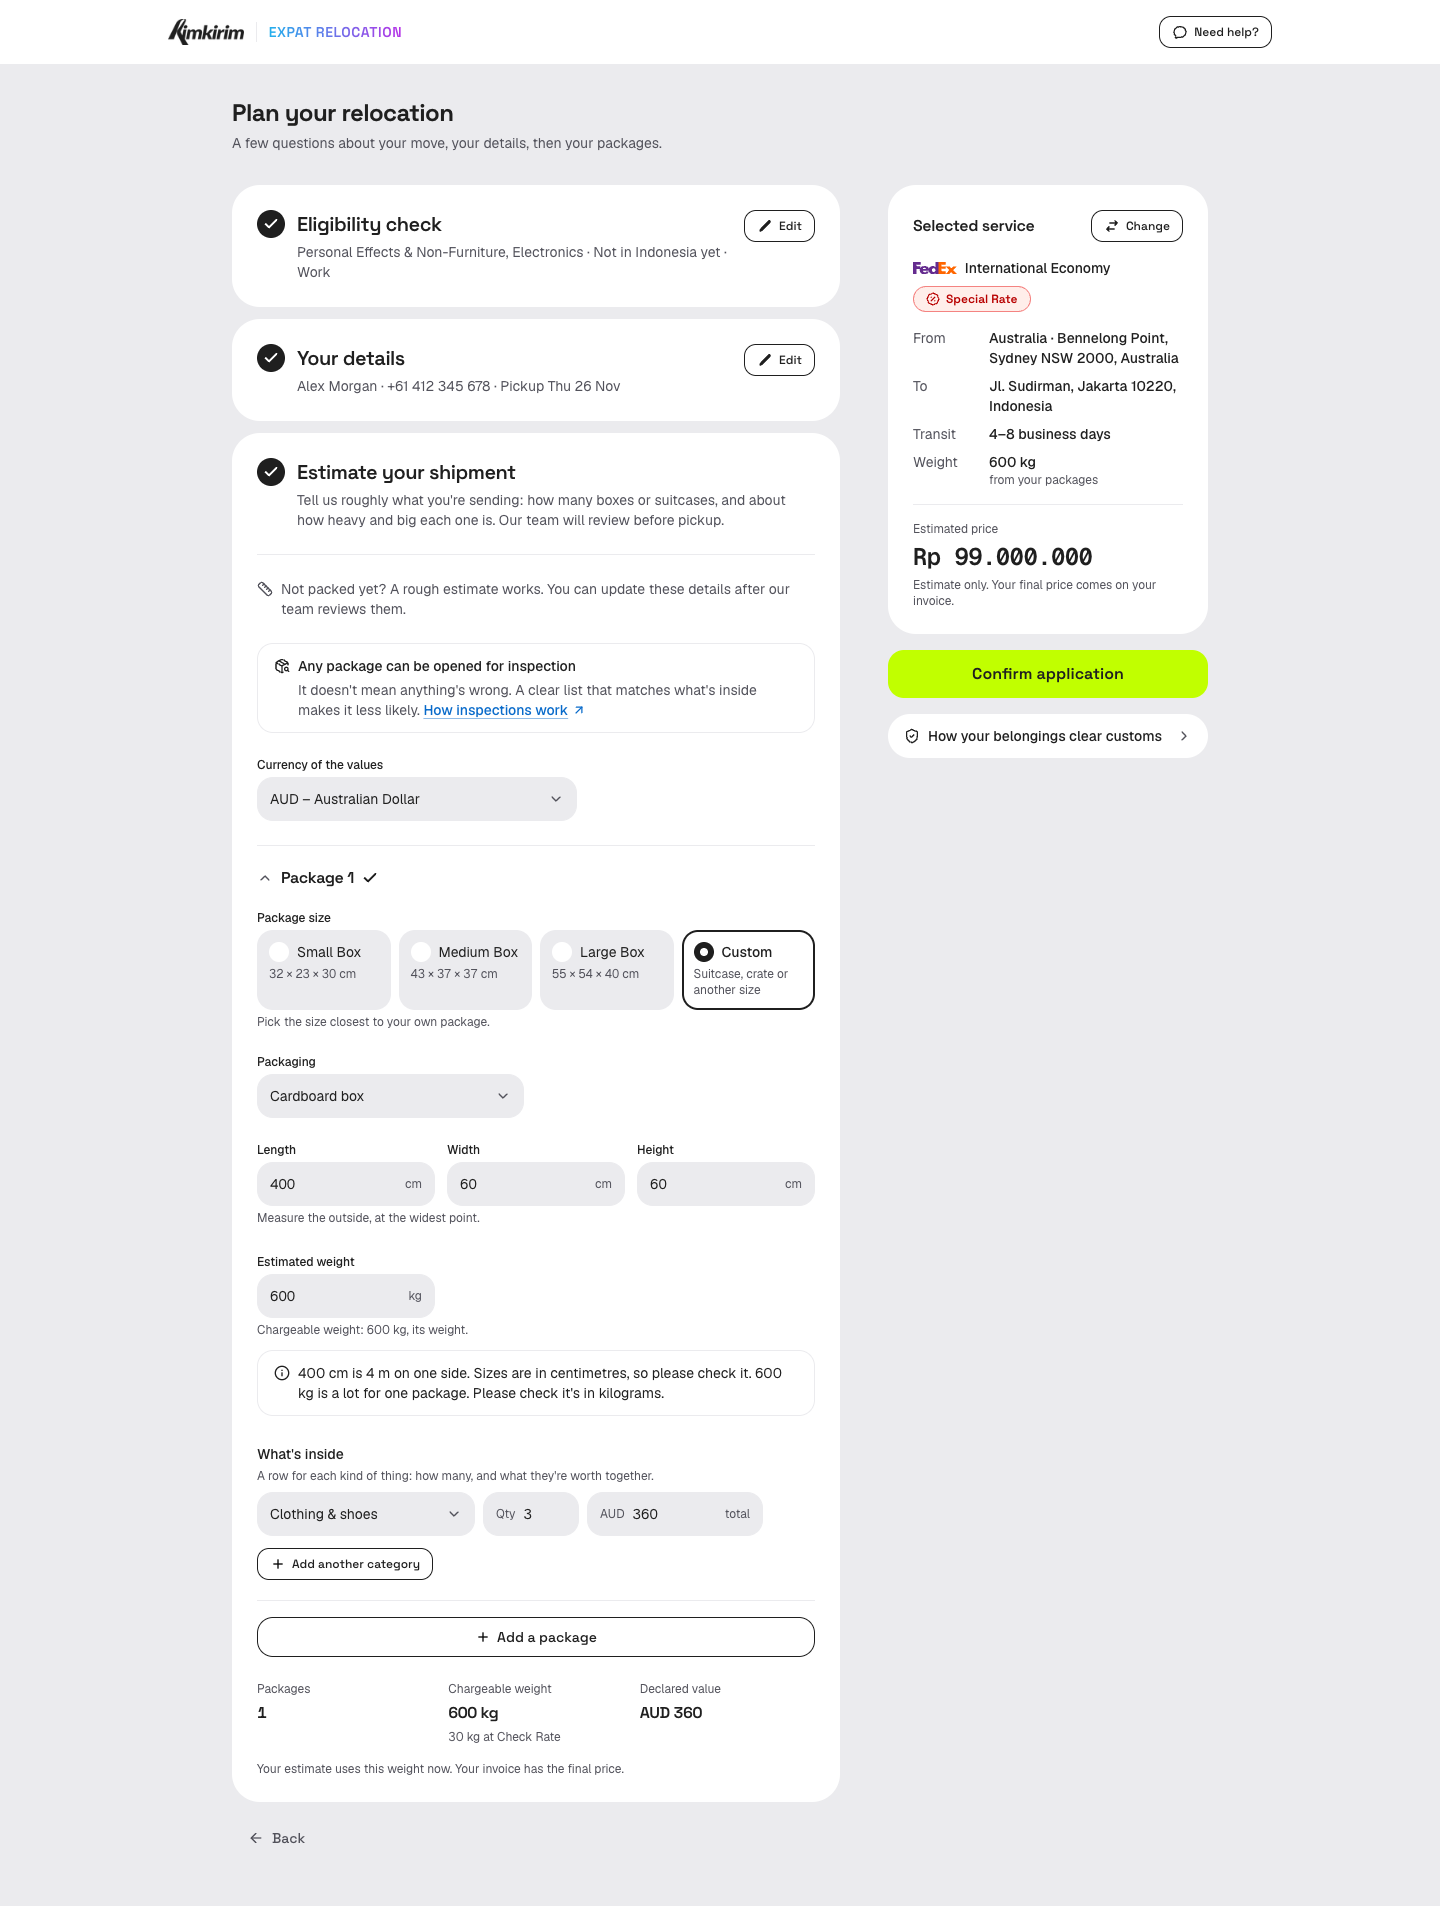 Kimkirim
EXPAT RELOCATION
Need help?
Plan your relocation
A few questions about your move, your details, then your packages.
Eligibility check
Edit
Personal Effects & Non-Furniture, Electronics · Not in Indonesia yet ·
Work
Your details
Edit
Alex Morgan · +61 412 345 678 · Pickup Thu 26 Nov
Estimate your shipment
Tell us roughly what you're sending: how many boxes or suitcases, and about
how heavy and big each one is. Our team will review before pickup.
Not packed yet? A rough estimate works. You can update these details after our
team reviews them.
Any package can be opened for inspection
It doesn't mean anything's wrong. A clear list that matches what's inside
makes it less likely. How inspections work
Currency of the values
AUD – Australian Dollar
Package 1
Package size
Small Box
32 × 23 × 30 cm
Medium Box
43 × 37 × 37 cm
Large Box
55 × 54 × 40 cm
Custom
Suitcase, crate or
another size
Pick the size closest to your own package.
Packaging
Cardboard box
Length
Width
Height
400 cm
60 cm
60 cm
Measure the outside, at the widest point.
Estimated weight
600 kg
Chargeable weight: 600 kg, its weight.
400 cm is 4 m on one side. Sizes are in centimetres, so please check it. 600
kg is a lot for one package. Please check it's in kilograms.
What's inside
A row for each kind of thing: how many, and what they're worth together.
Clothing & shoes
Qty 3
AUD 360 total
Add another category
Add a package
Packages
1
Chargeable weight
600 kg
30 kg at Check Rate
Declared value
AUD 360
Your estimate uses this weight now. Your invoice has the final price.
Back
Selected service
Change
FedEx International Economy
Special Rate
From
Australia · Bennelong Point,
Sydney NSW 2000, Australia
To
Jl. Sudirman, Jakarta 10220,
Indonesia
Transit
4–8 business days
Weight
600 kg
from your packages
Estimated price
Rp 99.000.000
Estimate only. Your final price comes on your
invoice.
Confirm application
How your belongings clear customs